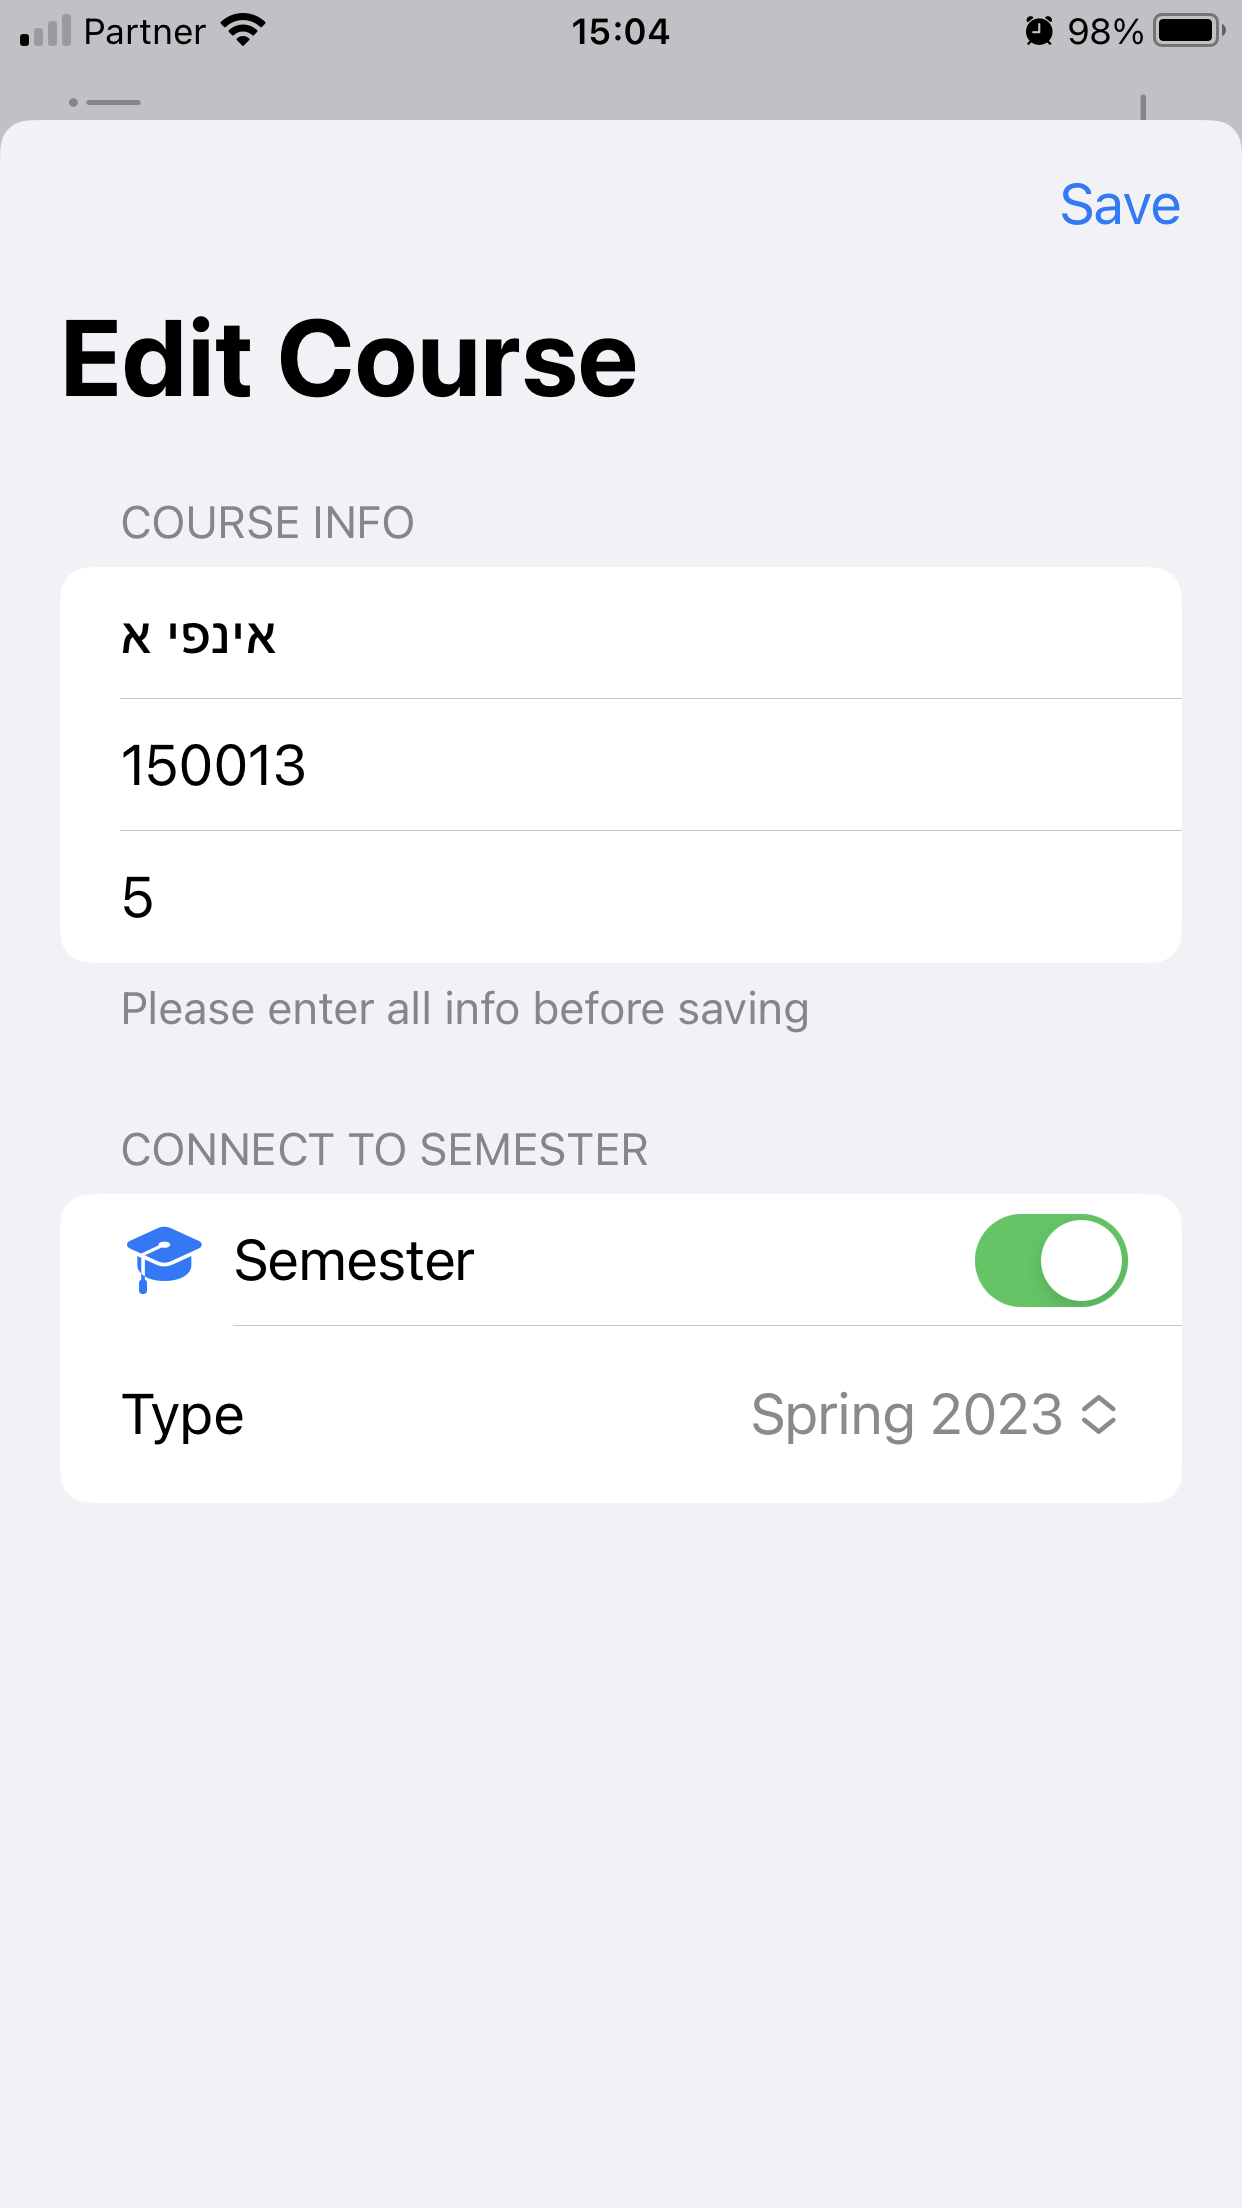 Partner 15:04 98%
Save
Edit Course
COURSE INFO
אינפי א
150013
5
Please enter all info before saving
CONNECT TO SEMESTER
Semester
Type Spring 2023